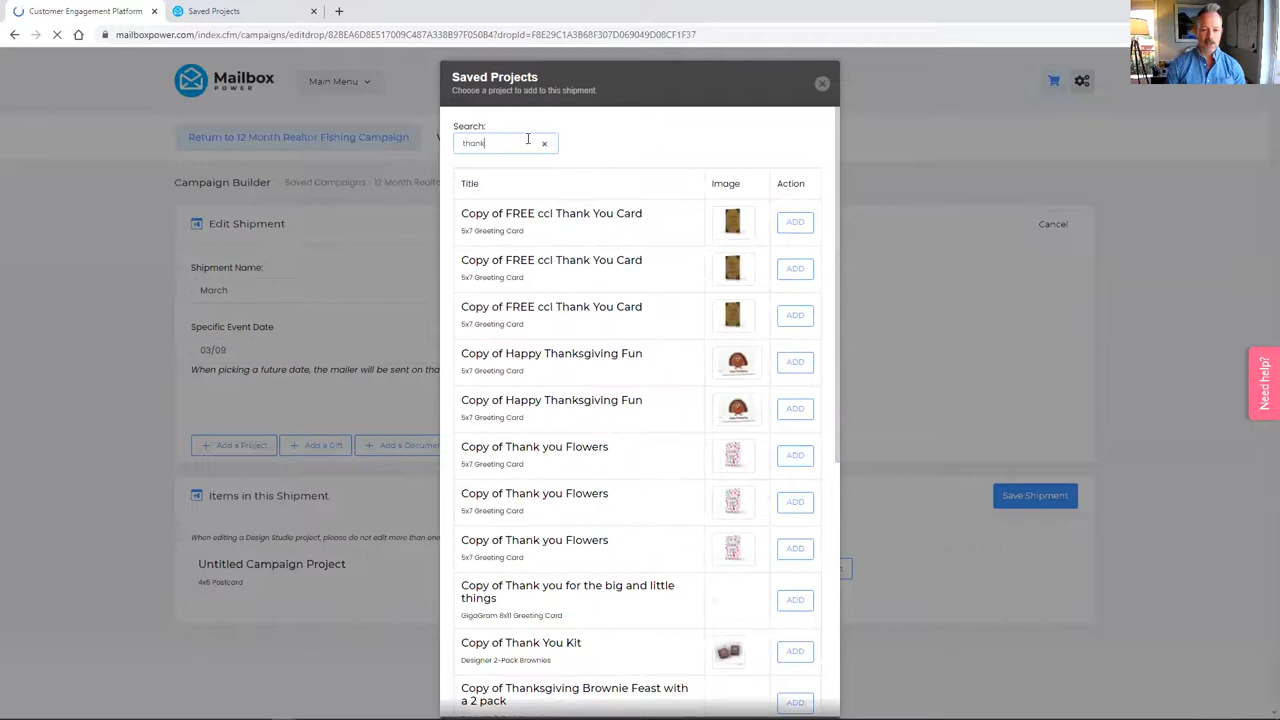 Customer Engagement Platform
Saved Projects
mailboxpower.com/index.cfm/campaigns/editdrop/82BEA6D8E517009C487A338B97F050B4?dropId=F8E29C1A3B68F307D069049D08CF1F37
Mailbox
POWER
Main Menu
Saved Projects
Choose a project to add to this shipment.
Return to 12 Month Realtor Fishing Campaign
Search:
thank
Campaign Builder
Saved Campaigns - 12 Month Realto
Title
Image
Action
Edit Shipment
Cancel
Shipment Name:
March
Specific Event Date
03/09
When picking a future date, the mailer will be sent on tha
Add a Project
Add a Gift
Add a Docume
Items in this Shipment
Save Shipment
When editing a Design Studio project, please do not edit more than one
Untitled Campaign Project
4x6 Postcard
Copy of FREE ccl Thank You Card
5x7 Greeting Card
ADD
Copy of FREE ccl Thank You Card
5x7 Greeting Card
ADD
Copy of FREE ccl Thank You Card
5x7 Greeting Card
ADD
Copy of Happy Thanksgiving Fun
5x7 Greeting Card
ADD
Copy of Happy Thanksgiving Fun
5x7 Greeting Card
ADD
Copy of Thank you Flowers
5x7 Greeting Card
ADD
Copy of Thank you Flowers
5x7 Greeting Card
ADD
Copy of Thank you Flowers
5x7 Greeting Card
ADD
Copy of Thank you for the big and little
things
GigaGram 8x11 Greeting Card
ADD
Copy of Thank You Kit
Designer 2-Pack Brownies
ADD
Copy of Thanksgiving Brownie Feast with
a 2 pack
ADD
Need help?